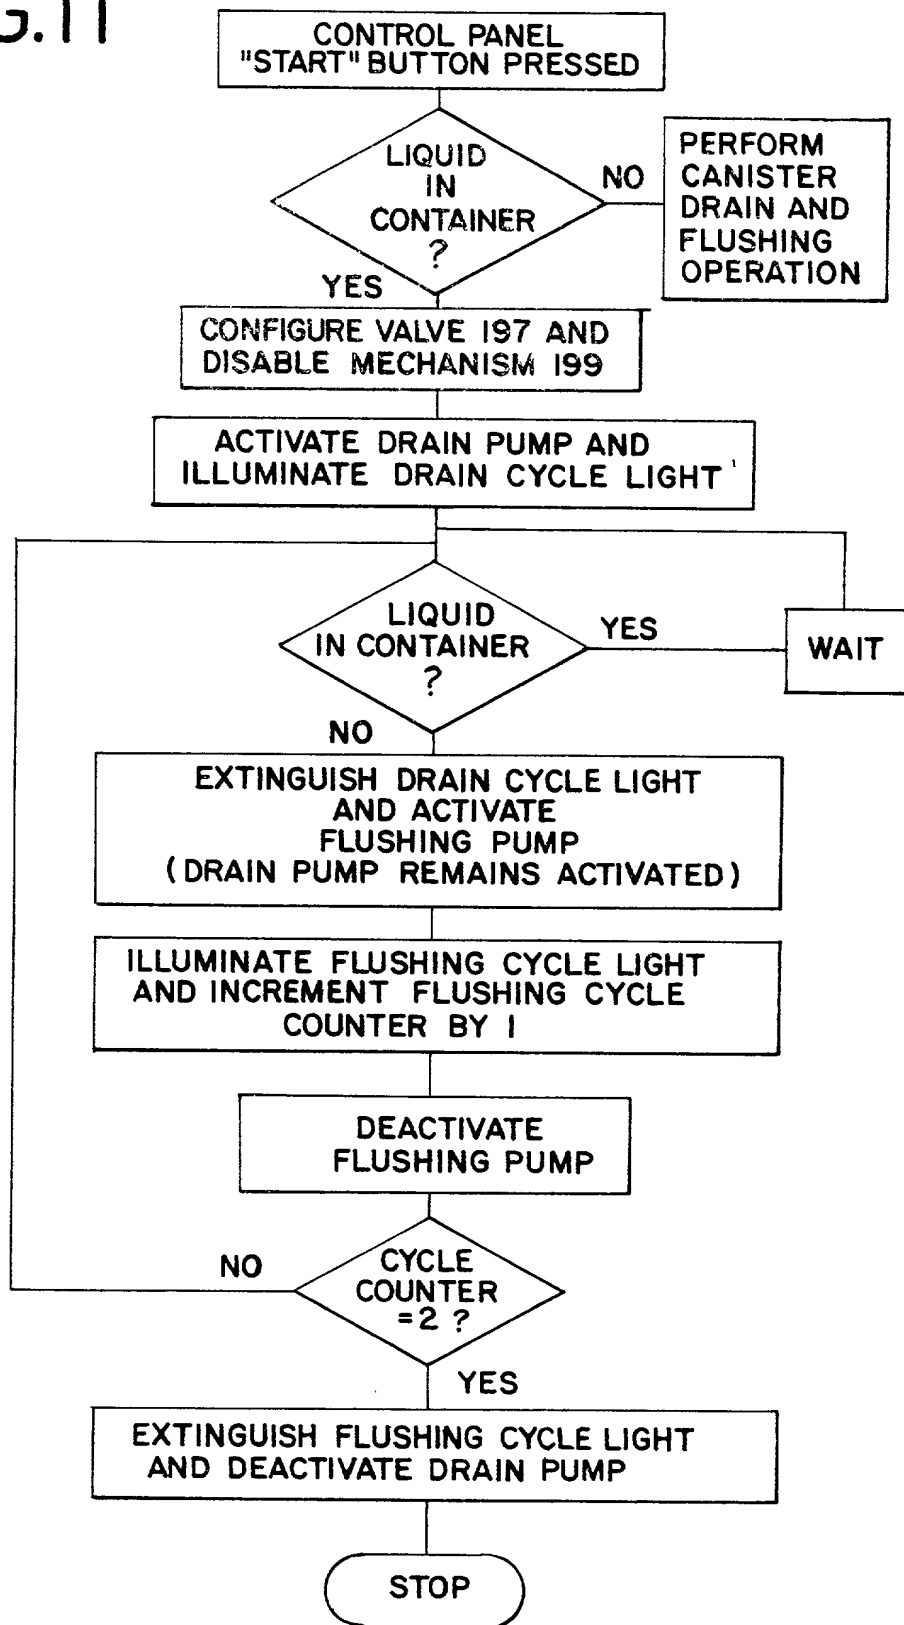 G.11
CONTROL PANEL
"START" BUTTON PRESSED
LIQUID
IN
CONTAINER
?
NO
PERFORM
CANISTER
DRAIN AND
FLUSHING
OPERATION
YES
CONFIGURE VALVE 197 AND
DISABLE MECHANISM 199
ACTIVATE DRAIN PUMP AND
ILLUMINATE DRAIN CYCLE LIGHT
LIQUID
IN CONTAINER
?
YES
WAIT
NO
EXTINGUISH DRAIN CYCLE LIGHT
AND ACTIVATE
FLUSHING PUMP
(DRAIN PUMP REMAINS ACTIVATED)
ILLUMINATE FLUSHING CYCLE LIGHT
AND INCREMENT FLUSHING CYCLE
COUNTER BY 1
DEACTIVATE
FLUSHING PUMP
NO
CYCLE
COUNTER
=2 ?
YES
EXTINGUISH FLUSHING CYCLE LIGHT
AND DEACTIVATE DRAIN PUMP
STOP